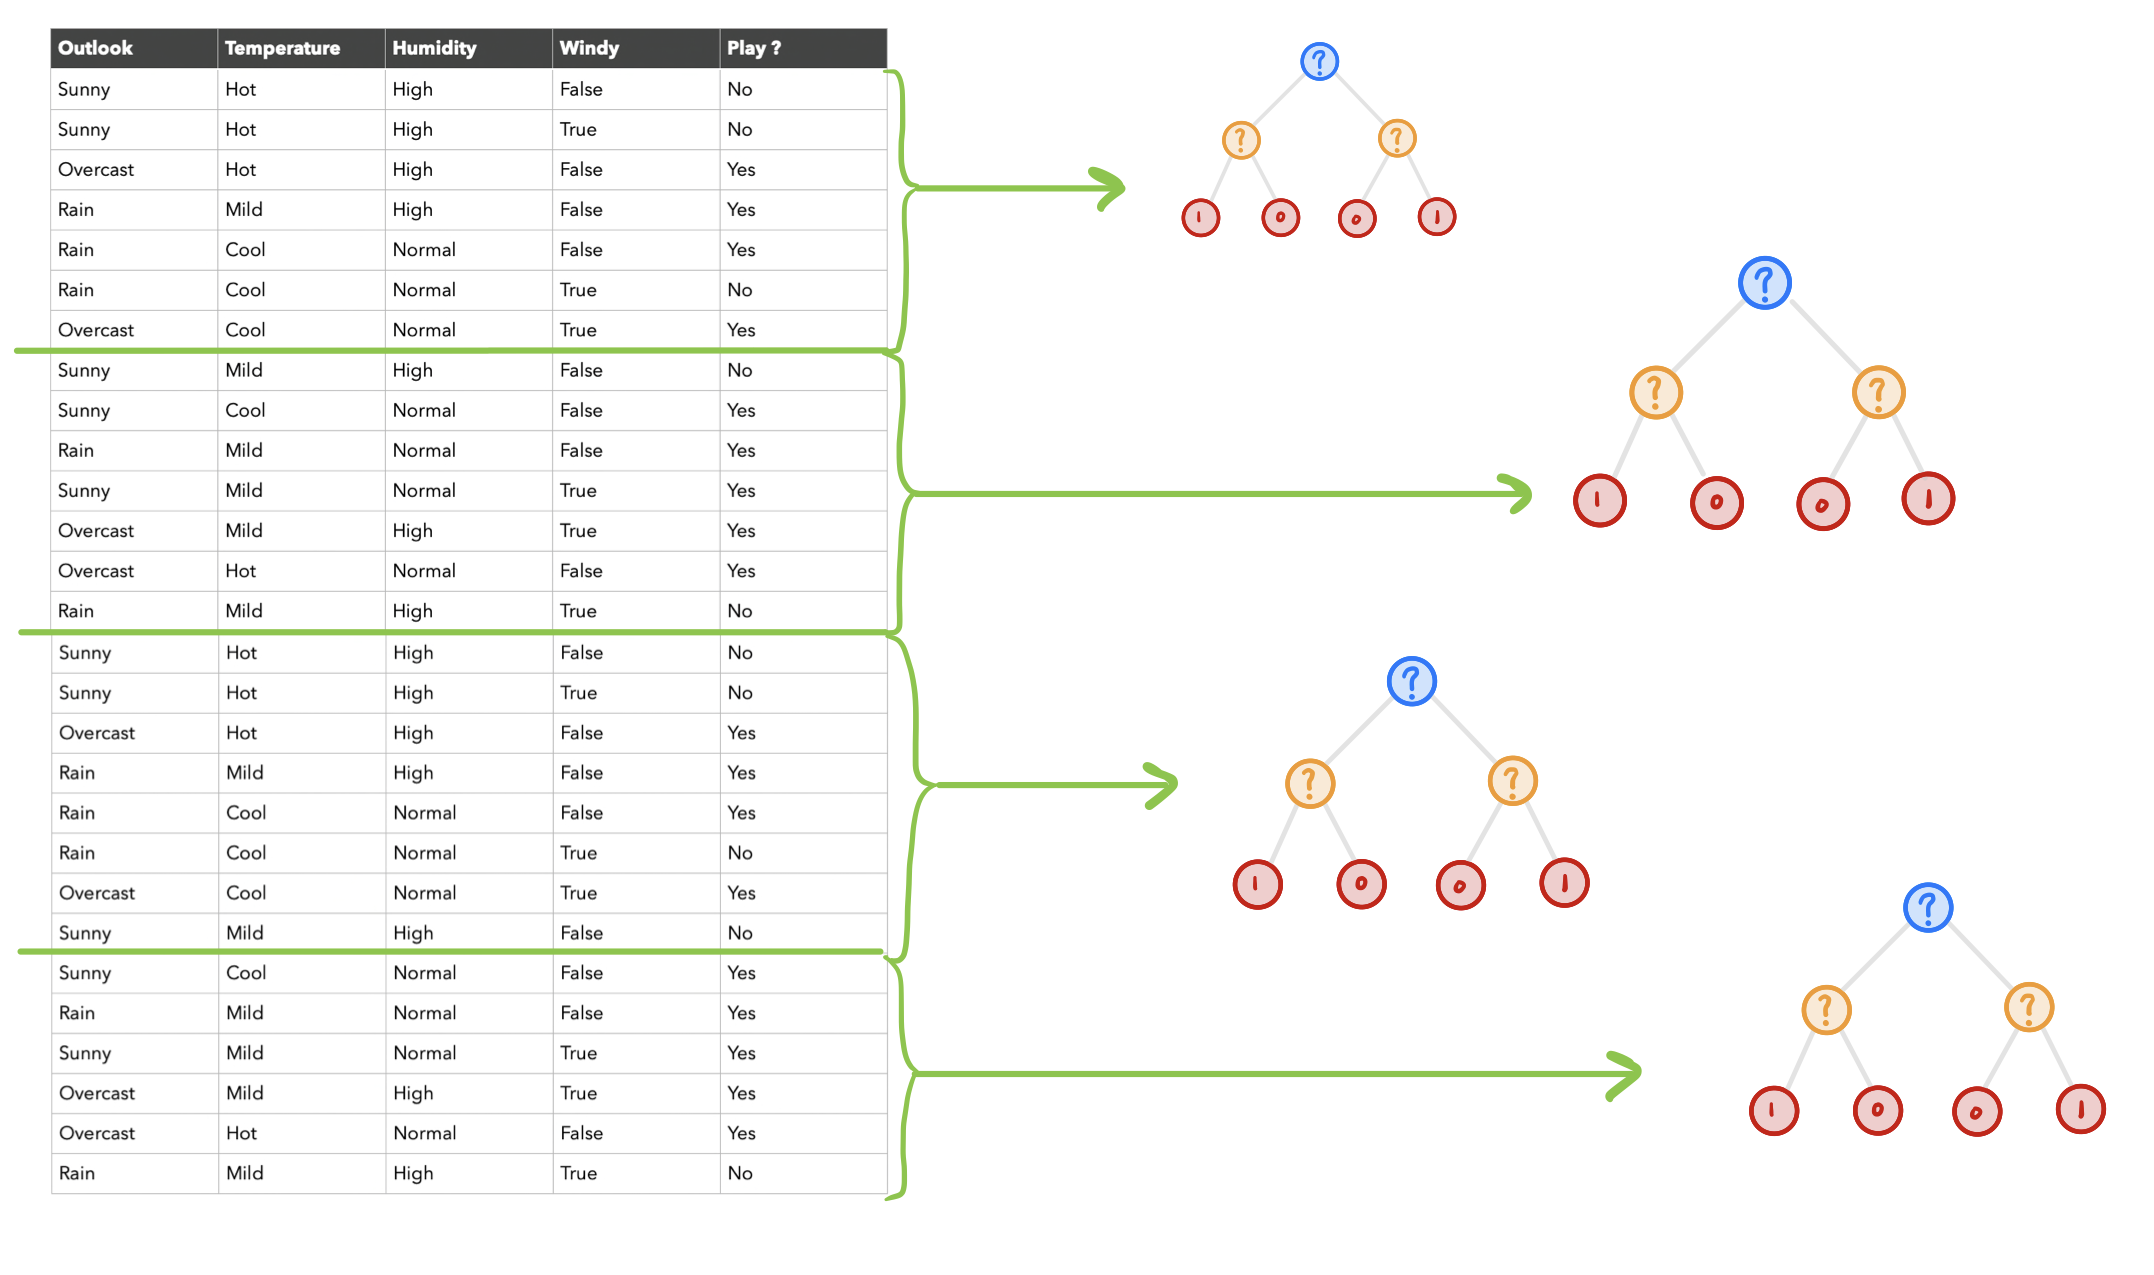 Outlook Temperature Humidity Windy Play ?
Sunny Hot High False No
Sunny Hot High True No
Overcast Hot High False Yes
Rain Mild High False Yes
Rain Cool Normal False Yes
Rain Cool Normal True No
Overcast Cool Normal True Yes
Sunny Mild High False No
Sunny Cool Normal False Yes
Rain Mild Normal False Yes
Sunny Mild Normal True Yes
Overcast Mild High True Yes
Overcast Hot Normal False Yes
Rain Mild High True No
Sunny Hot High False No
Sunny Hot High True No
Overcast Hot High False Yes
Rain Mild High False Yes
Rain Cool Normal False Yes
Rain Cool Normal True No
Overcast Cool Normal True Yes
Sunny Mild High False No
Sunny Cool Normal False Yes
Rain Mild Normal False Yes
Sunny Mild Normal True Yes
Overcast Mild High True Yes
Overcast Hot Normal False Yes
Rain Mild High True No
?
? ?
1 0 0 1
?
? ?
1 0 0 1
?
? ?
1 0 0 1
?
? ?
1 0 0 1